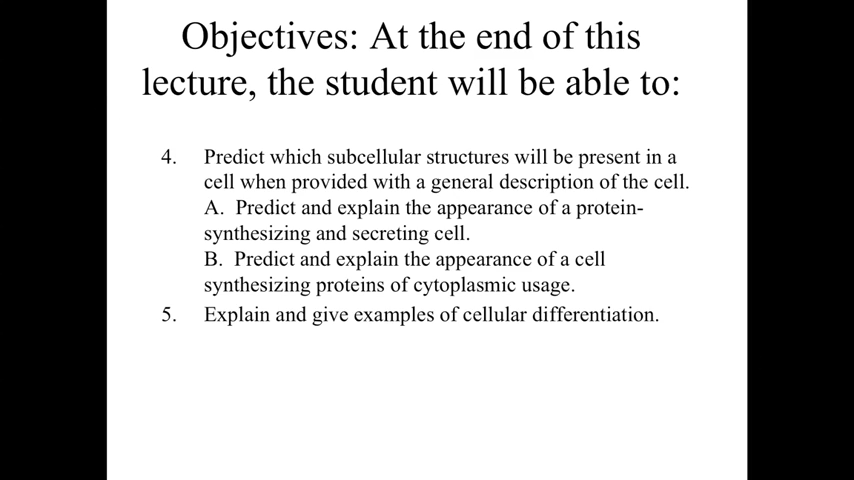 Objectives: At the end of this
lecture, the student will be able to:
4. Predict which subcellular structures will be present in a
cell when provided with a general description of the cell.
A. Predict and explain the appearance of a protein-
synthesizing and secreting cell.
B. Predict and explain the appearance of a cell
synthesizing proteins of cytoplasmic usage.
5. Explain and give examples of cellular differentiation.